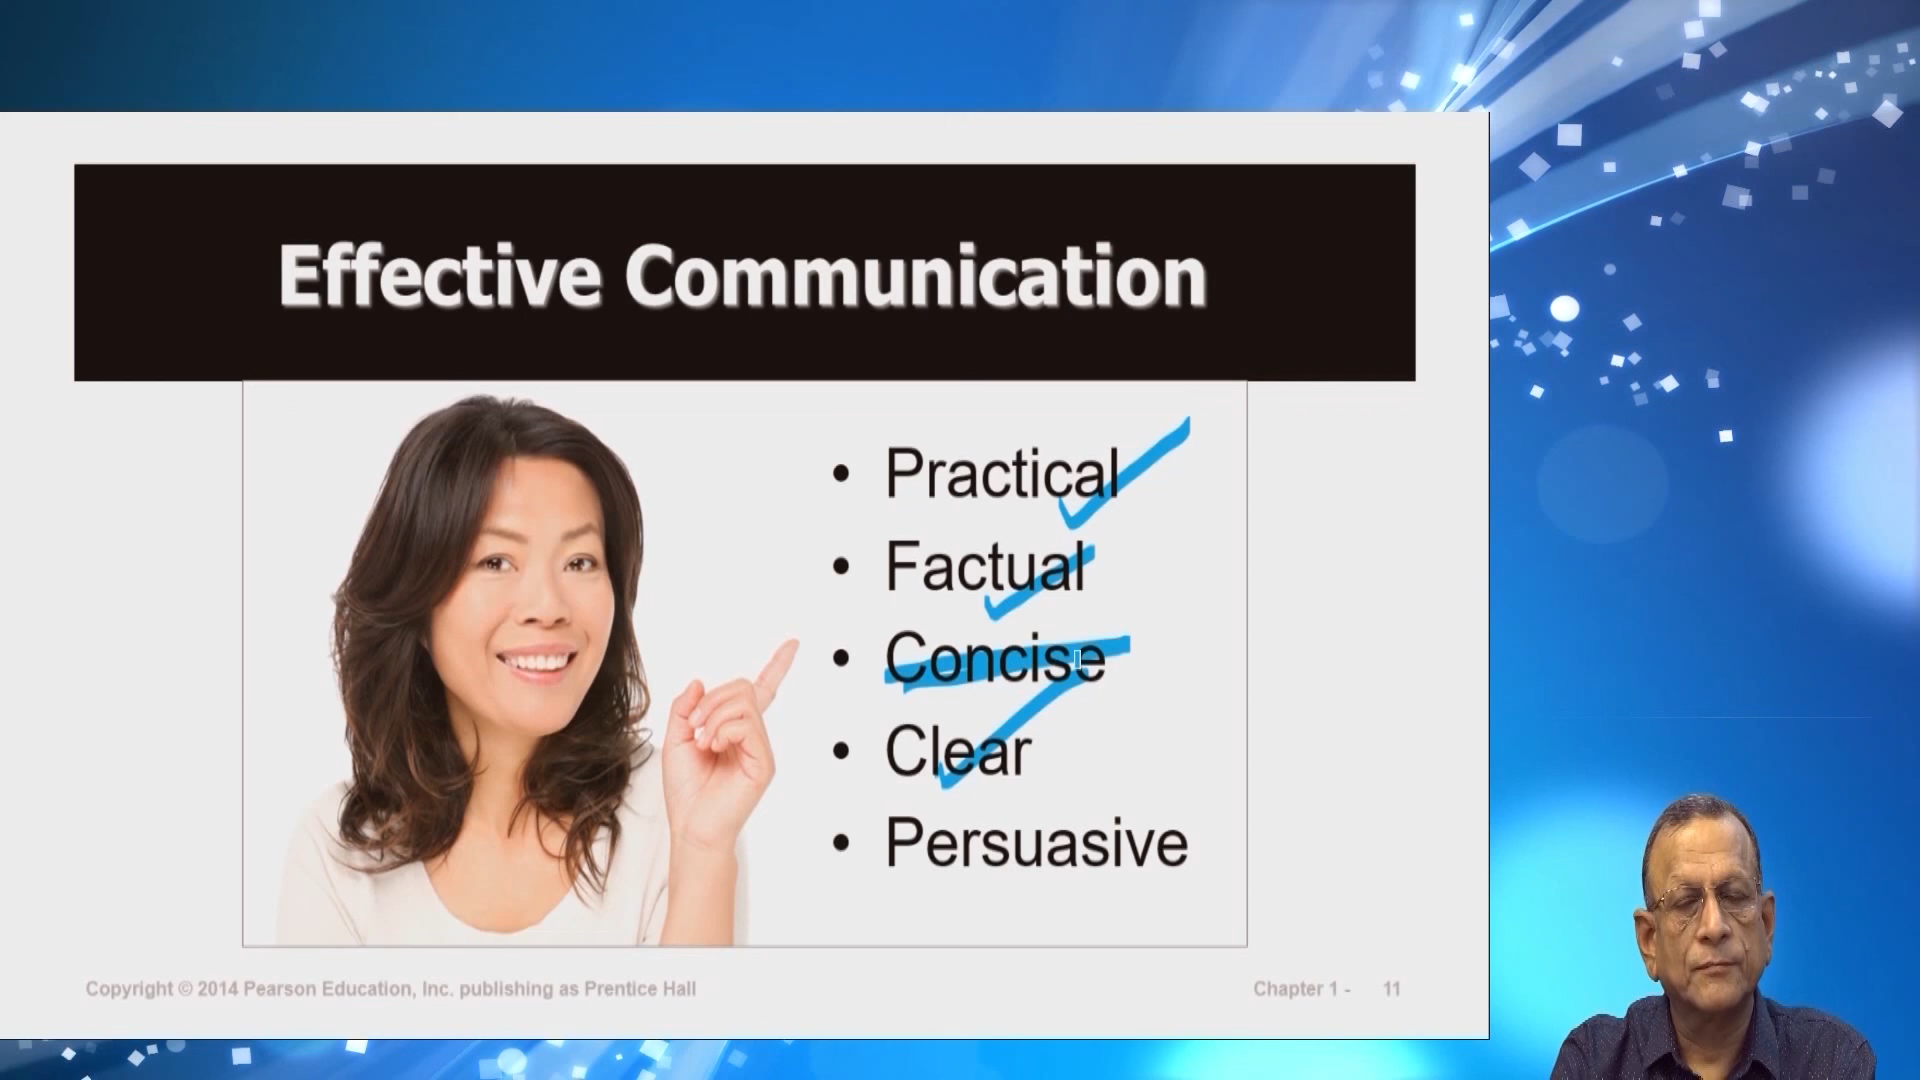 Effective Communication
• Practical
• Factual
• Concise
• Clear
• Persuasive
Copyright © 2014 Pearson Education, Inc. publishing as Prentice Hall
Chapter 1 - 11